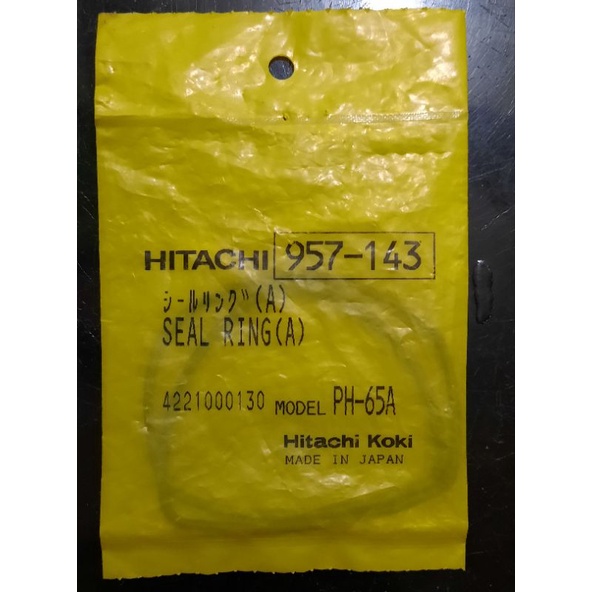 HITACHI 957-143
ｼｰﾙﾘﾝｸﾞ(A)
SEAL RING(A)
4221000130 MODEL PH-65A
Hitachi Koki
MADE IN JAPAN